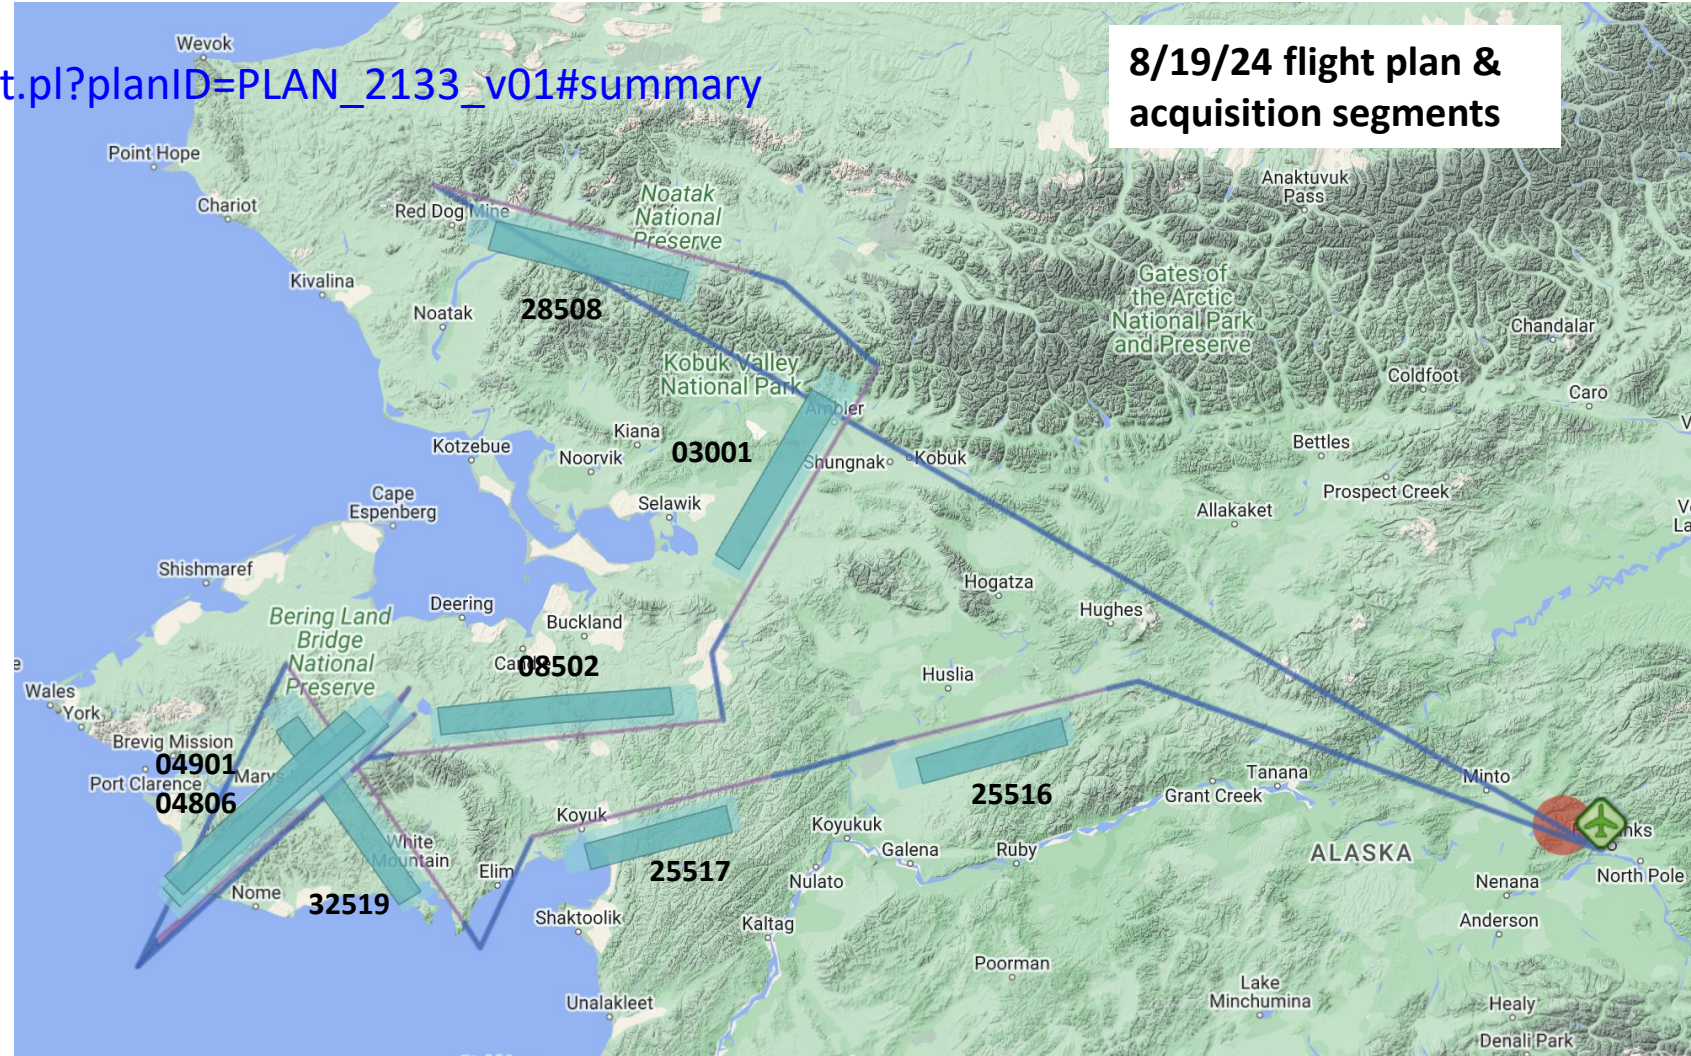 Wevok
t.pl?planID=PLAN_2133_v01#summary
8/19/24 flight plan &
acquisition segments
Point Hope
Chariot
Red Dog Mine
Noatak
National
Preserve
Anaktuvuk
Pass
Kivalina
Noatak
28508
Gates of
the Arctic
National Park
and Preserve
Chandalar
Kobuk Valley
National Park
Coldfoot
Caro
Ambler
Kiana
Kotzebue
Noorvik
03001
Shungnak
Kobuk
Bettles
Cape
Espenberg
Selawik
Prospect Creek
Allakaket
Shishmaref
Hogatza
Deering
Buckland
Hughes
Bering Land
Bridge
National
Preserve
08502
Huslia
Wales
York
Brevig Mission
04901
Port Clarence
04806
25516
Tanana
Grant Creek
Minto
Koyuk
Koyukuk
Galena
Ruby
ALASKA
White
Mountain
Elim
25517
Nulato
Nenana
North Pole
Nome
32519
Shaktoolik
Kaltag
Anderson
Poorman
Lake
Minchumina
Unalakleet
Healy
Denali Park